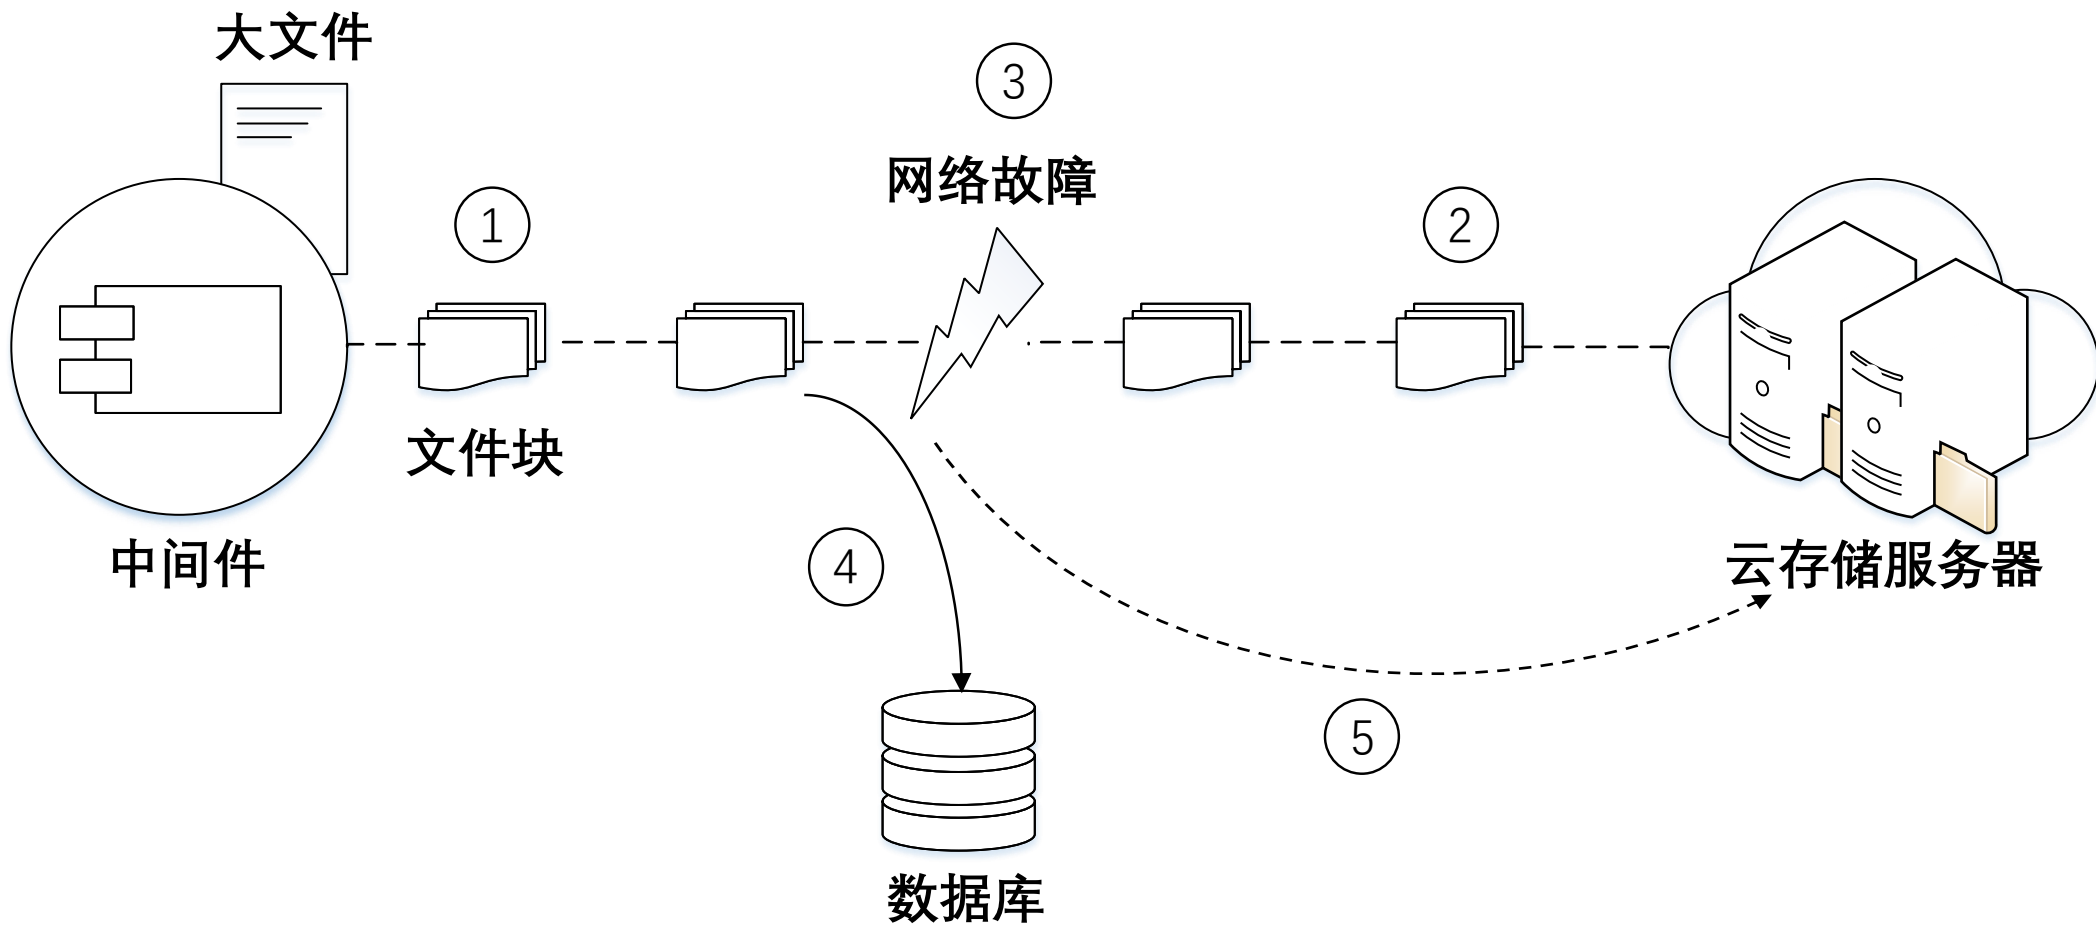 大文件
③
网络故障
①
②
文件块
中间件
④
云存储服务器
⑤
数据库